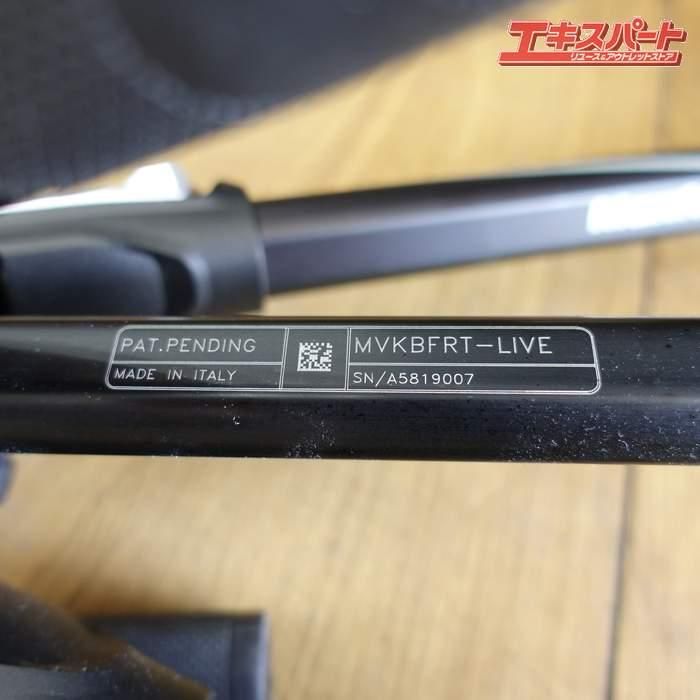 エキスパート
リユース&アウトレットストア
PAT.PENDING
MADE IN ITALY
MVKBFRT-LIVE
SN/A5819007